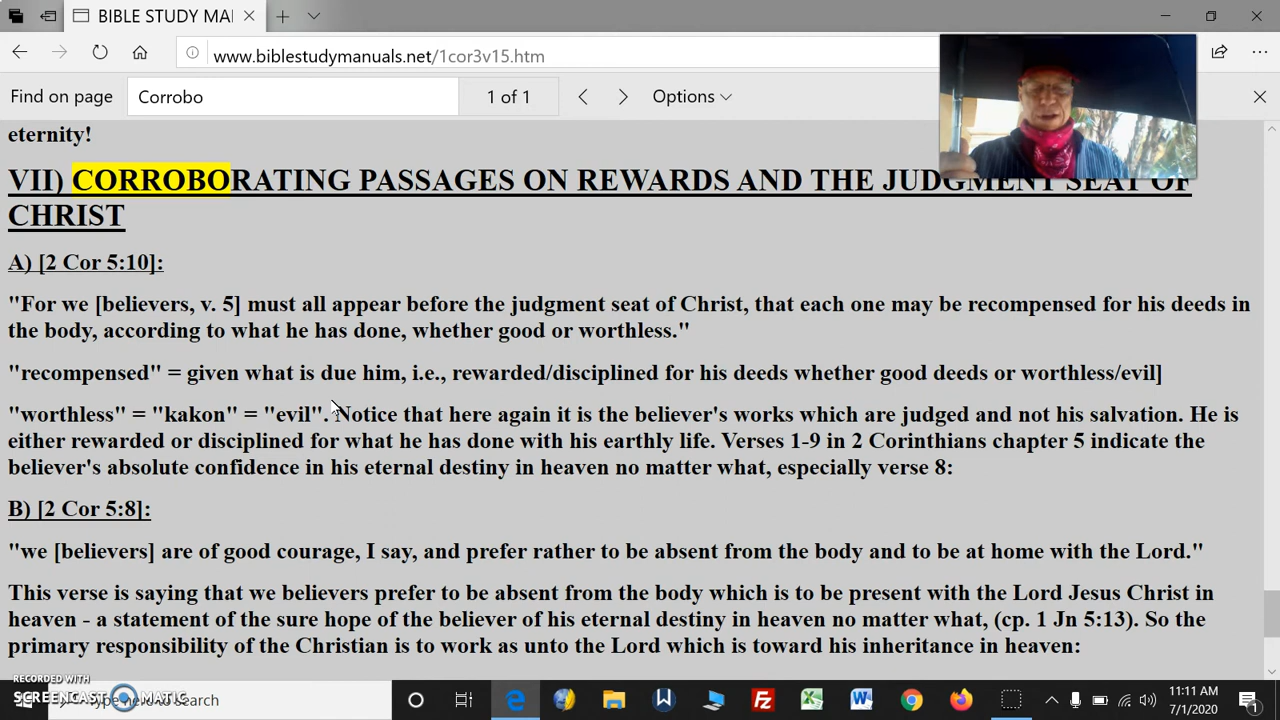 BIBLE STUDY MAI
www.biblestudymanuals.net/1cor3v15.htm
Find on page
Corrobo
1 of 1
Options
eternity!
VII) CORROBORATING PASSAGES ON REWARDS AND THE JUDGMENT SEAT OF
CHRIST
A) [2 Cor 5:10]:
"For we [believers, v. 5] must all appear before the judgment seat of Christ, that each one may be recompensed for his deeds in
the body, according to what he has done, whether good or worthless."
"recompensed" = given what is due him, i.e., rewarded/disciplined for his deeds whether good deeds or worthless/evil]
"worthless" = "kakon" = "evil". Notice that here again it is the believer's works which are judged and not his salvation. He is
either rewarded or disciplined for what he has done with his earthly life. Verses 1-9 in 2 Corinthians chapter 5 indicate the
believer's absolute confidence in his eternal destiny in heaven no matter what, especially verse 8:
B) [2 Cor 5:8]:
"we [believers] are of good courage, I say, and prefer rather to be absent from the body and to be at home with the Lord."
This verse is saying that we believers prefer to be absent from the body which is to be present with the Lord Jesus Christ in
heaven - a statement of the sure hope of the believer of his eternal destiny in heaven no matter what, (cp. 1 Jn 5:13). So the
primary responsibility of the Christian is to work as unto the Lord which is toward his inheritance in heaven:
RECORDED WITH
SCREENCAST MATIC
Type here to search
11:11 AM
7/1/2020
1